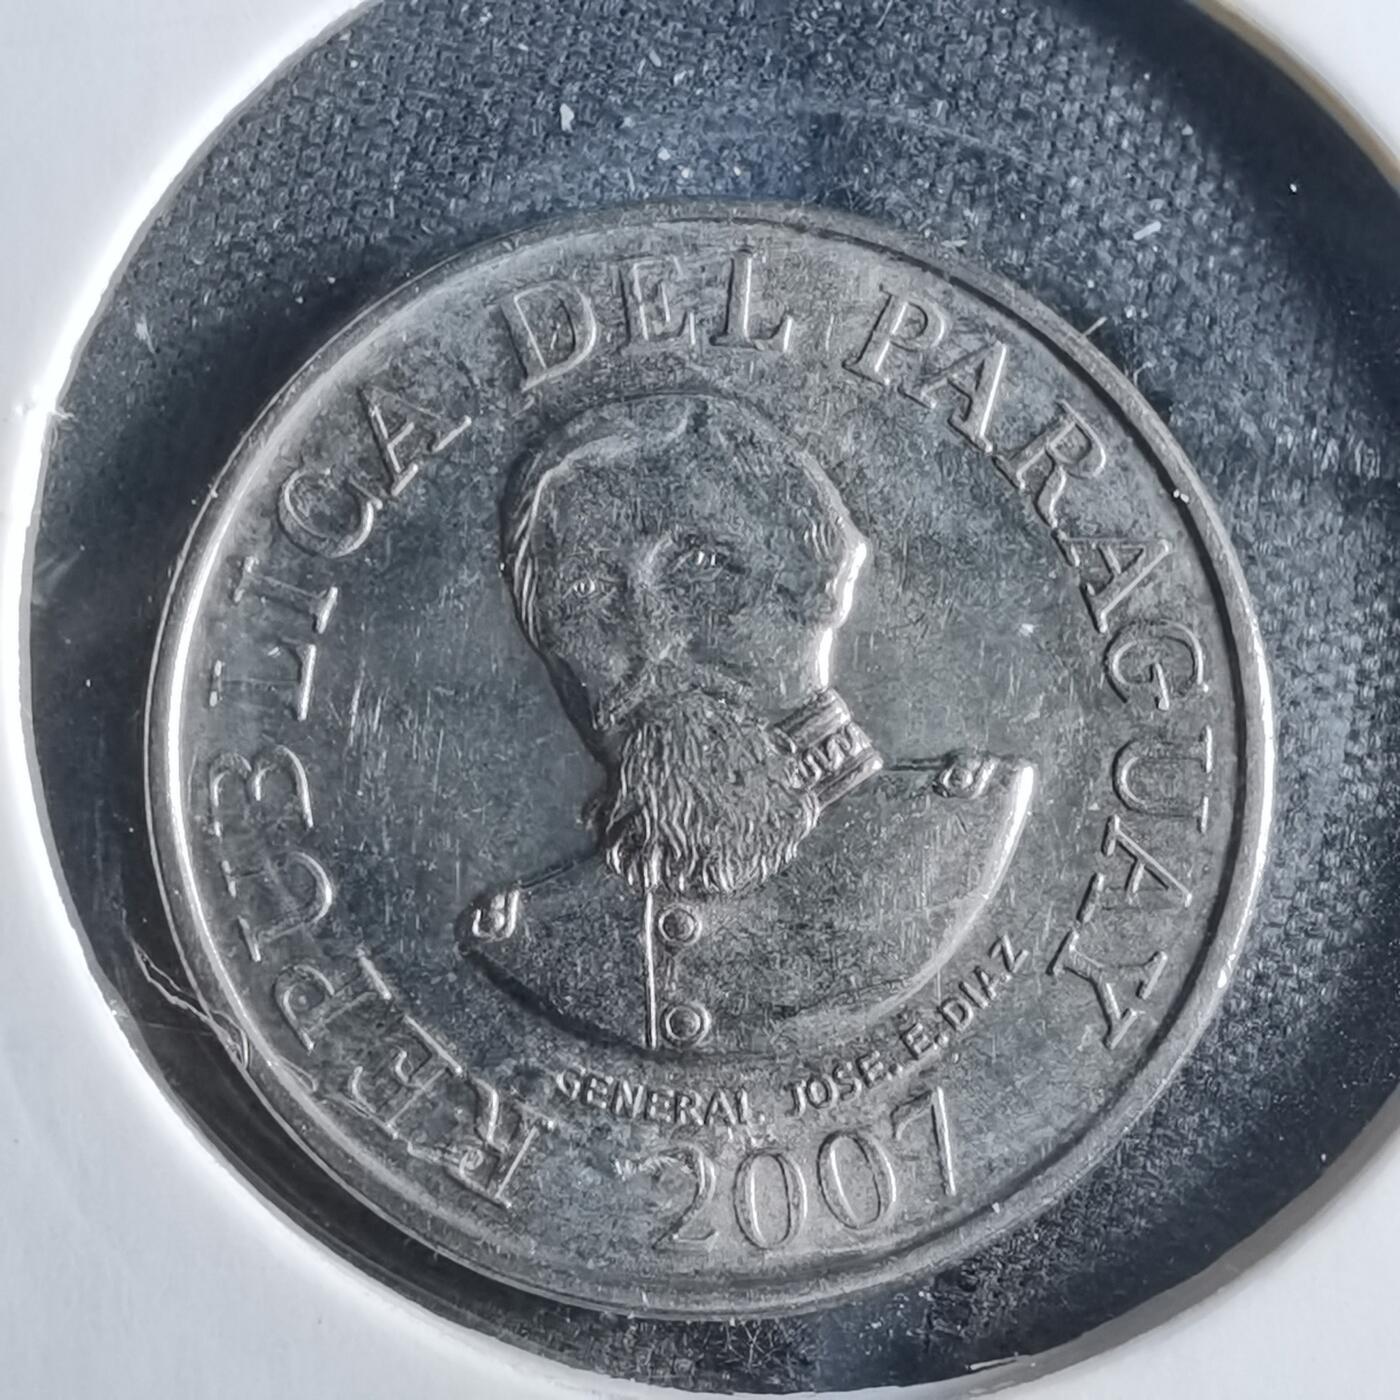 REPUBLICA DEL PARAGUAY
GENERAL JOSE. E. DIAZ
2007